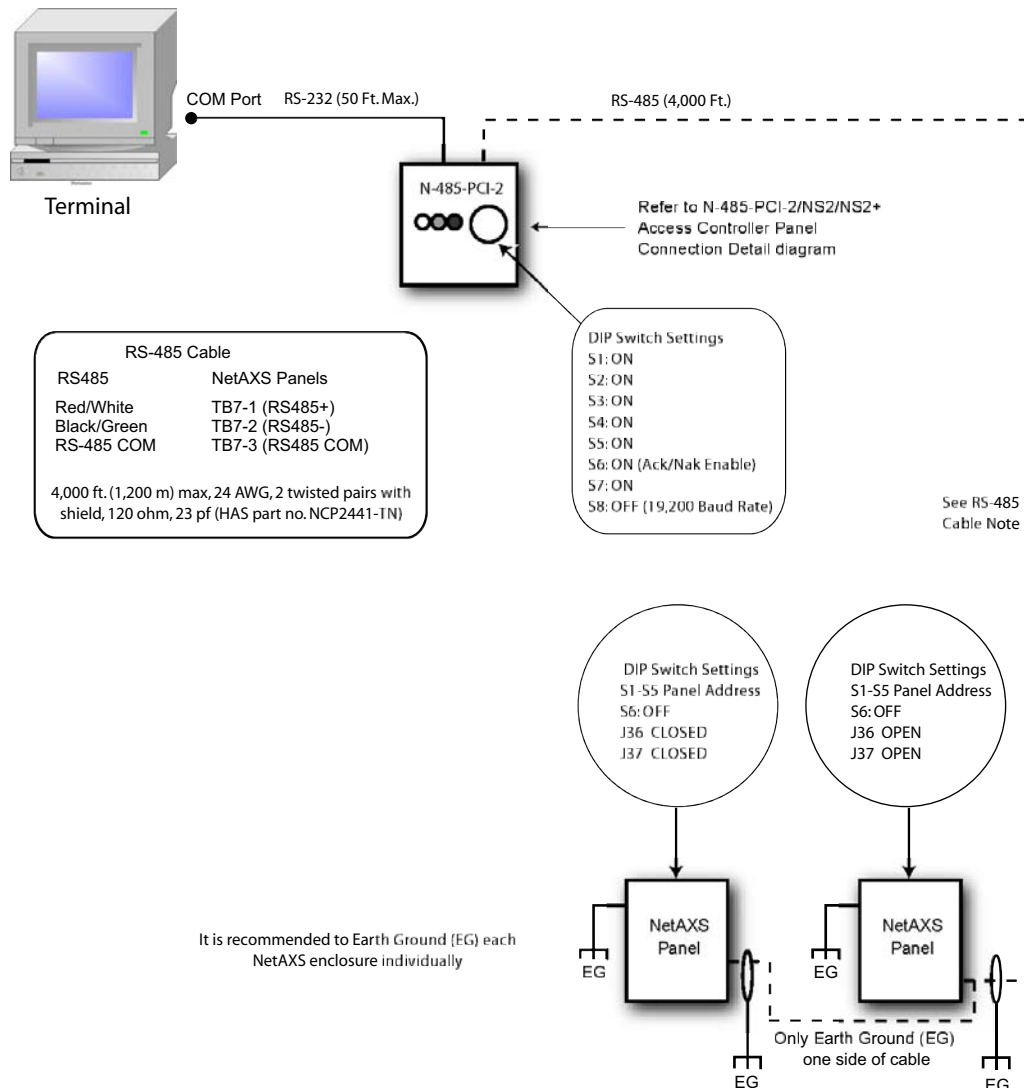 COM Port
RS-232 (50 Ft. Max.)
RS-485 (4,000 Ft.)
Terminal
N-485-PCI-2
Refer to N-485-PCI-2/NS2/NS2+
Access Controller Panel
Connection Detail diagram
RS-485 Cable
RS485 NetAXS Panels
Red/White TB7-1 (RS485+)
Black/Green TB7-2 (RS485-)
RS-485 COM TB7-3 (RS485 COM)
4,000 ft. (1,200 m) max, 24 AWG, 2 twisted pairs with
shield, 120 ohm, 23 pf (HAS part no. NCP2441-TN)
DIP Switch Settings
S1: ON
S2: ON
S3: ON
S4: ON
S5: ON
S6: ON (Ack/Nak Enable)
S7: ON
S8: OFF (19,200 Baud Rate)
See RS-485
Cable Note
DIP Switch Settings
S1-S5 Panel Address
S6: OFF
J36 CLOSED
J37 CLOSED
DIP Switch Settings
S1-S5 Panel Address
S6: OFF
J36 OPEN
J37 OPEN
It is recommended to Earth Ground (EG) each
NetAXS enclosure individually
NetAXS
Panel
EG
NetAXS
Panel
EG
Only Earth Ground (EG)
one side of cable
EG
EG